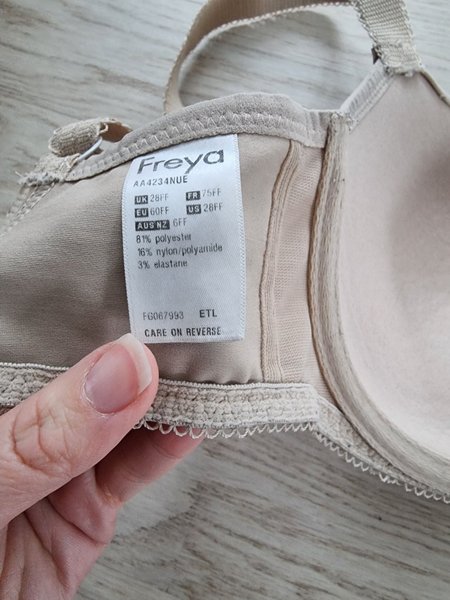 Freya
AA4234NUE
UK 28FF FR 75FF
EU 60FF US 28FF
AUS NZ 6FF
81% polyester
16% nylon/polyamide
3% elastane
FG067993 ETL
CARE ON REVERSE